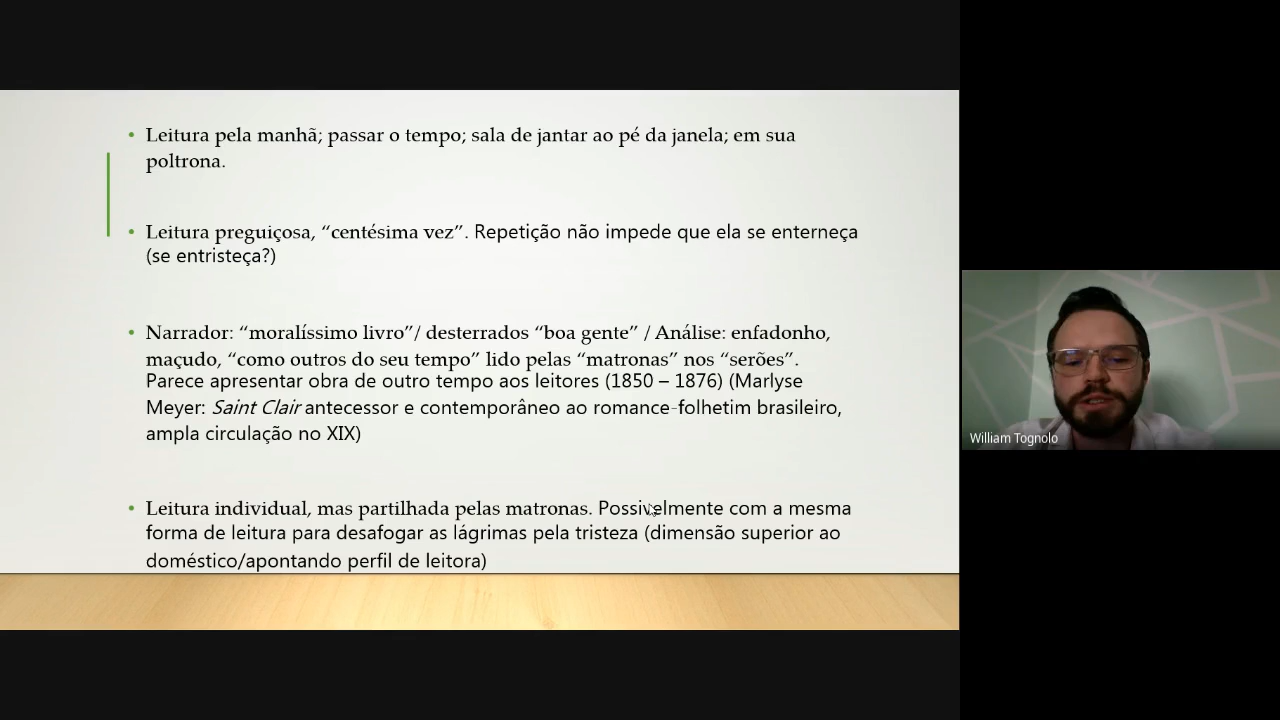 • Leitura pela manhã; passar o tempo; sala de jantar ao pé da janela; em sua
poltrona.
• Leitura preguiçosa, “centésima vez”. Repetição não impede que ela se enterneça
(se entristeça?)
• Narrador: “moralíssimo livro”/ desterrados “boa gente” / Análise: enfadonho,
maçudo, “como outros do seu tempo” lido pelas “matronas” nos “serões”.
Parece apresentar obra de outro tempo aos leitores (1850 – 1876) (Marlyse
Meyer: Saint Clair antecessor e contemporâneo ao romance-folhetim brasileiro,
ampla circulação no XIX)
• Leitura individual, mas partilhada pelas matronas. Possivelmente com a mesma
forma de leitura para desafogar as lágrimas pela tristeza (dimensão superior ao
doméstico/apontando perfil de leitora)
William Tognolo